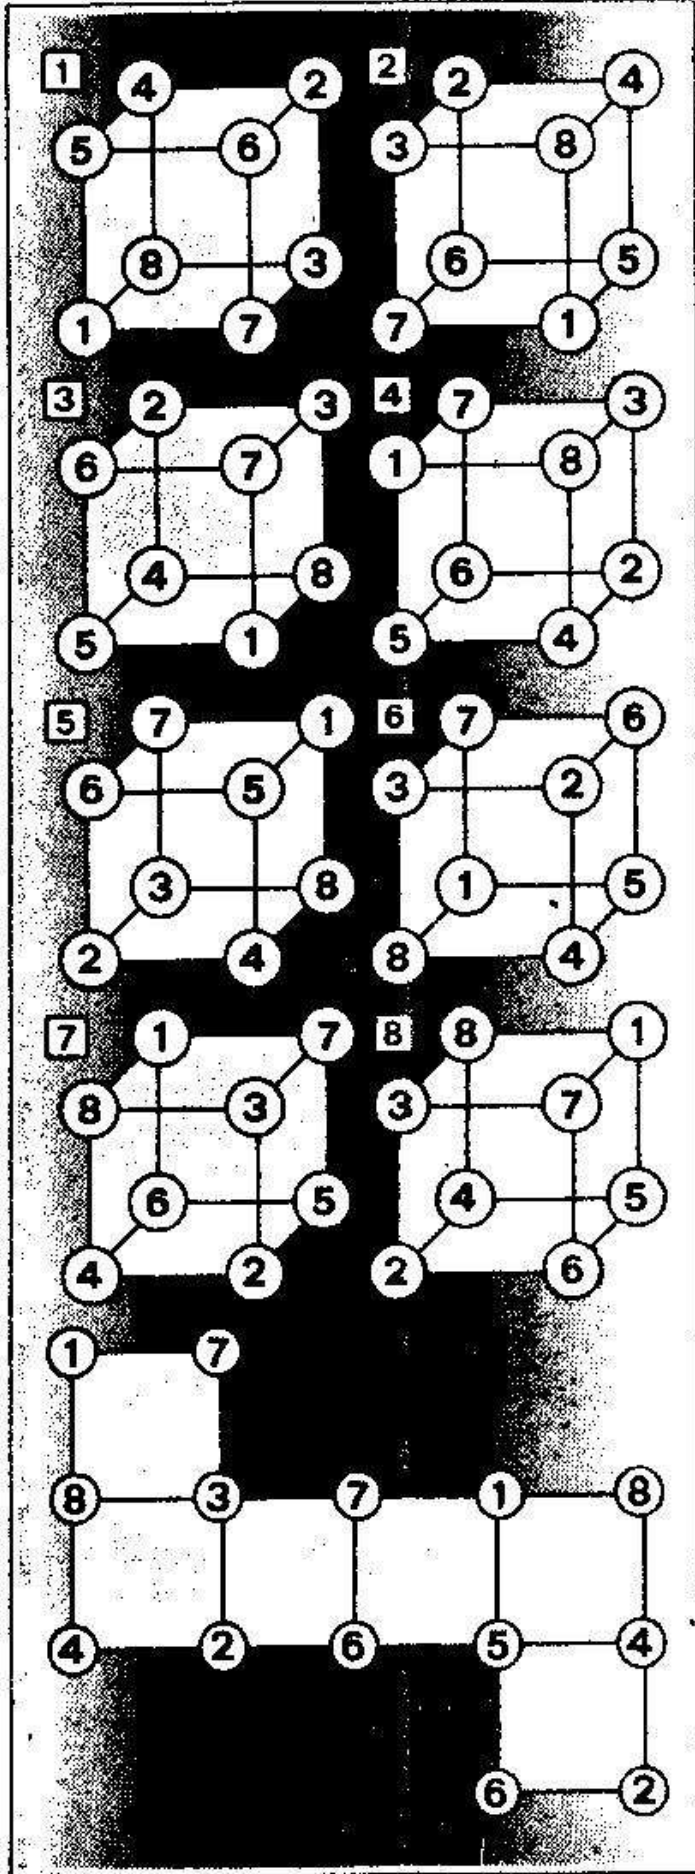 1 2
4 2 2 4
5 6 3 8
8 3 6 5
1 7 7 1
3 4
2 3 7 3
6 7 1 8
4 8 6 2
5 1 5 4
5 6
7 1 7 6
6 5 3 2
3 8 1 5
2 4 8 4
7 8
1 7 8 1
8 3 3 7
6 5 4 5
4 2 2 6
1 7
8 3 7 1 8
4 2 6 5 4
6 2